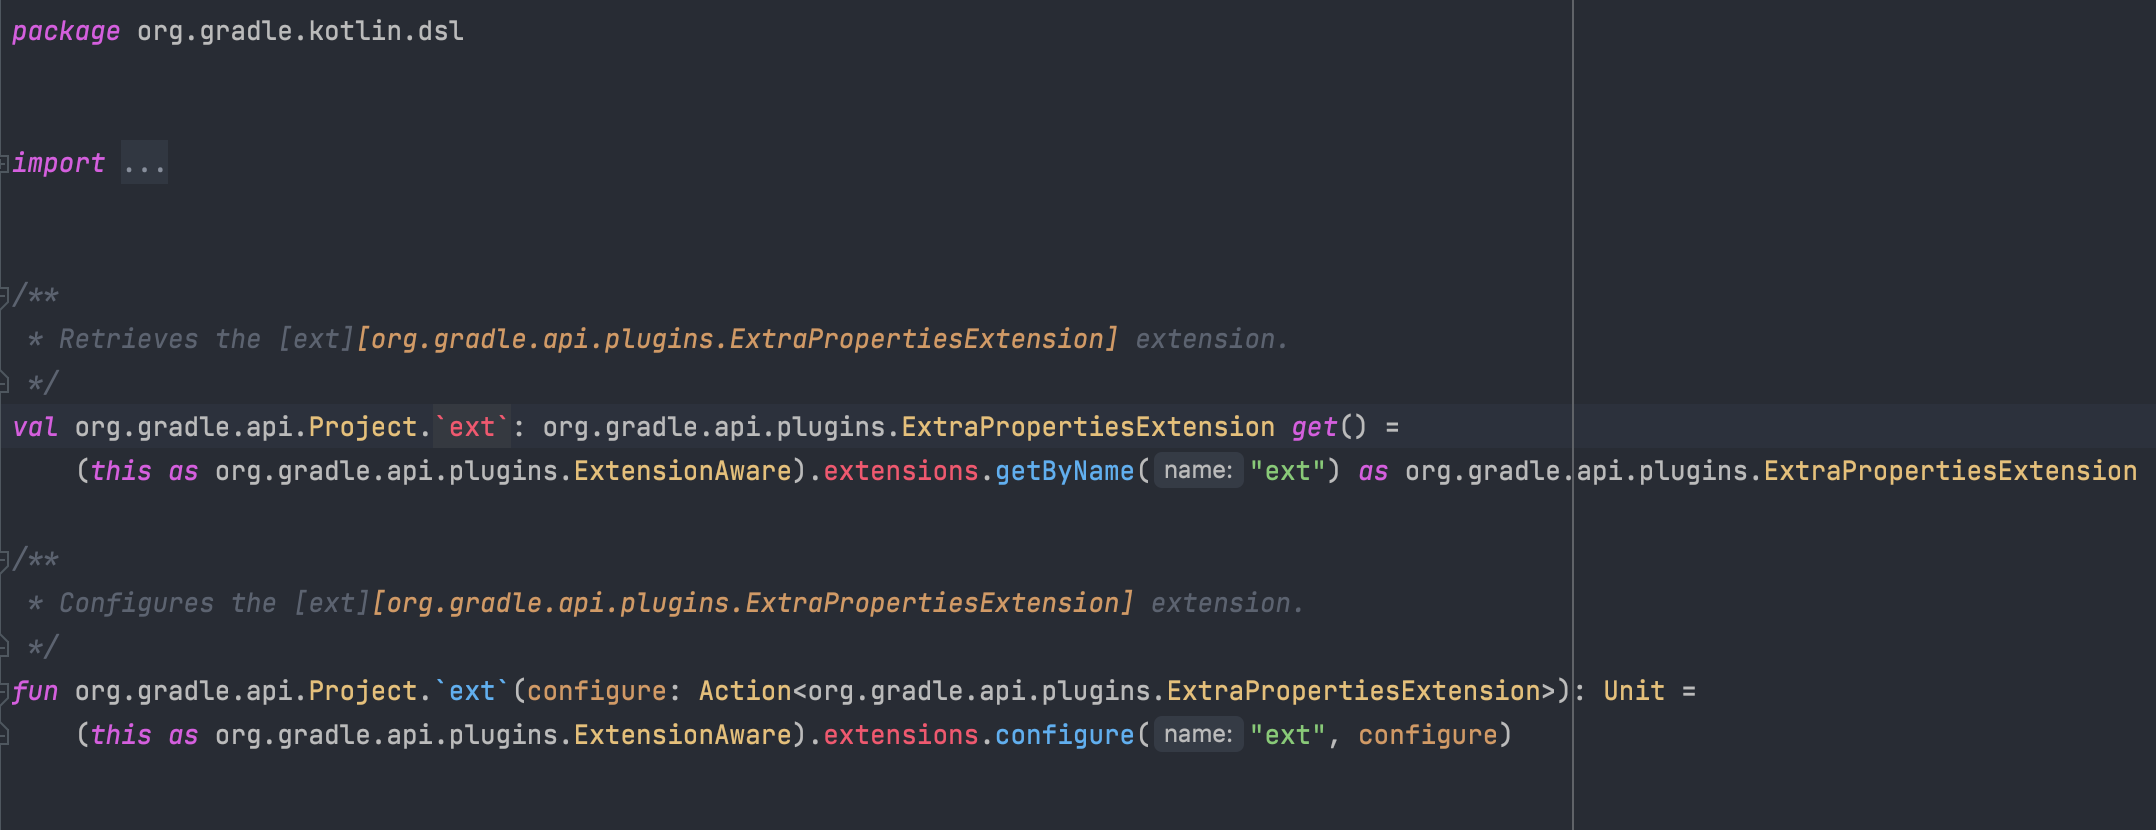 package org.gradle.kotlin.dsl
import ...
/**
 * Retrieves the [ext][org.gradle.api.plugins.ExtraPropertiesExtension] extension.
 */
val org.gradle.api.Project.`ext`: org.gradle.api.plugins.ExtraPropertiesExtension get() =
    (this as org.gradle.api.plugins.ExtensionAware).extensions.getByName( name: "ext") as org.gradle.api.plugins.ExtraPropertiesExtension
/**
 * Configures the [ext][org.gradle.api.plugins.ExtraPropertiesExtension] extension.
 */
fun org.gradle.api.Project.`ext`(configure: Action<org.gradle.api.plugins.ExtraPropertiesExtension>): Unit =
    (this as org.gradle.api.plugins.ExtensionAware).extensions.configure( name: "ext", configure)